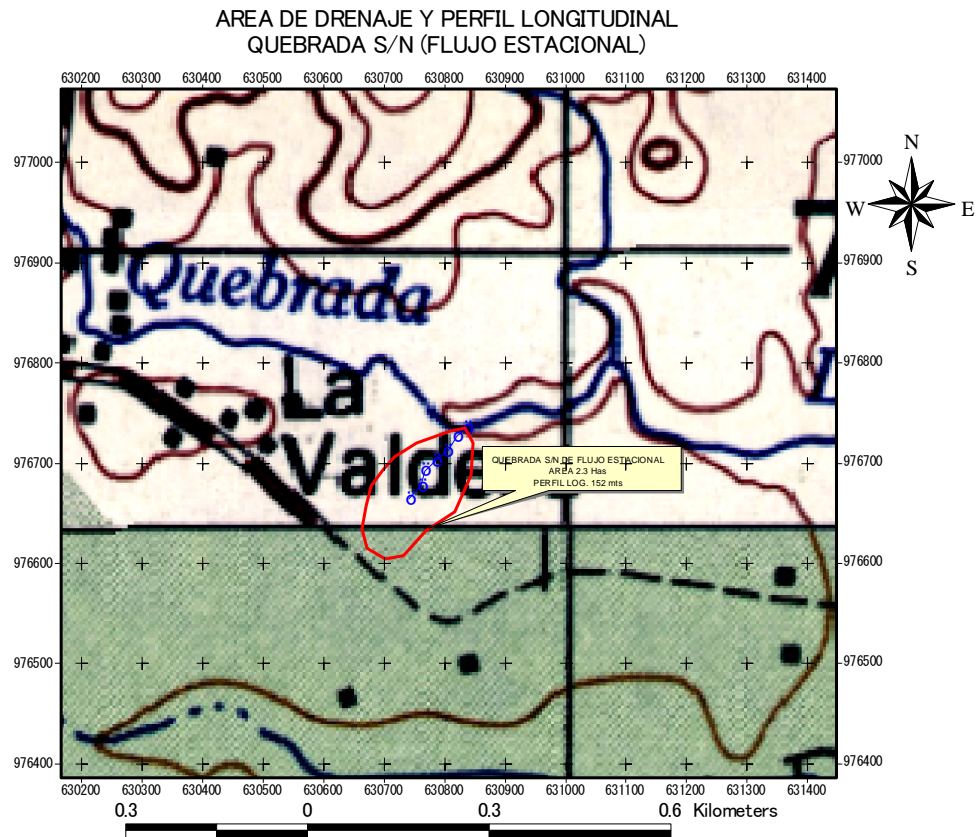 AREA DE DRENAJE Y PERFIL LONGITUDINAL
QUEBRADA S/N (FLUJO ESTACIONAL)
630200 630300 630400 630500 630600 630700 630800 630900 631000 631100 631200 631300 631400
977000 977000
N
W E
S
976900 976900
Quebrada
976800 976800
La
Valde
976700 976700
QUEBRADA S/N DE FLUJO ESTACIONAL
AREA 2.3 Has
PERFIL LOG. 152 mts
976600 976600
976500 976500
976400 976400
630200 630300 630400 630500 630600 630700 630800 630900 631000 631100 631200 631300 631400
0.3 0 0.3 0.6 Kilometers